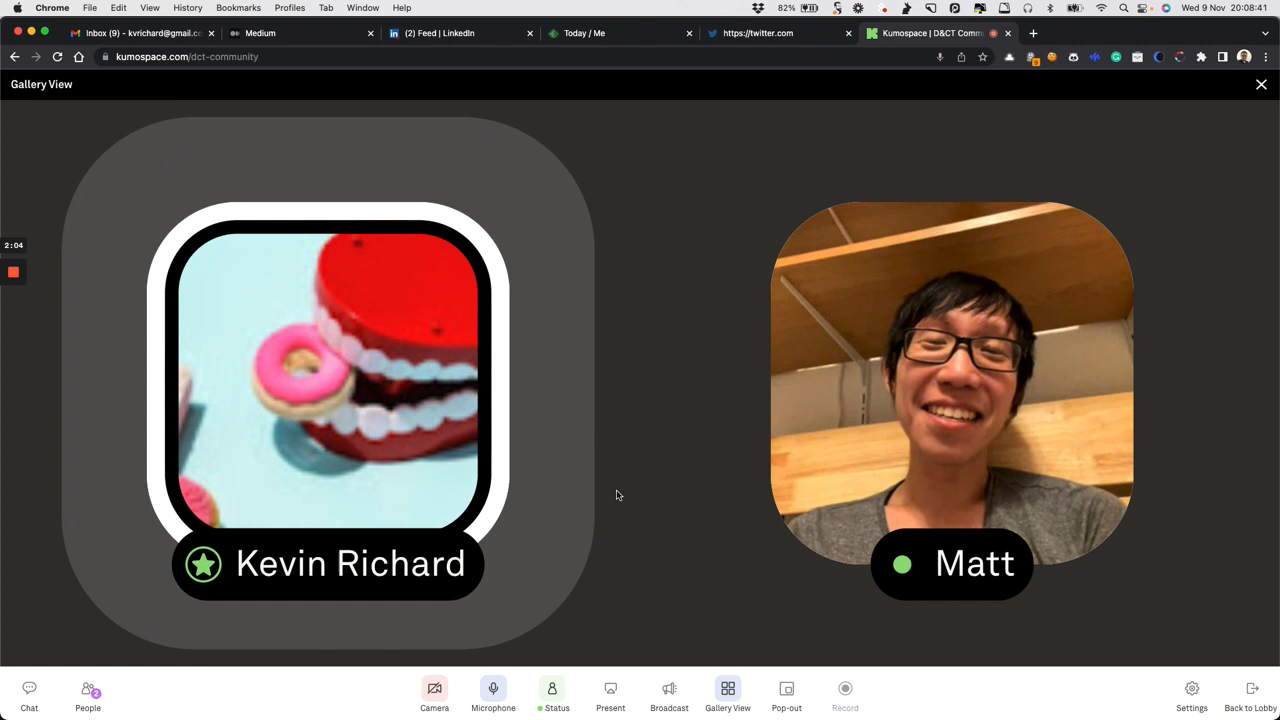 Chrome File Edit View History Bookmarks Profiles Tab Window Help 82% Wed 9 Nov 20:08:41
Inbox (9) - kvrichard@gmail.co Medium (2) Feed | LinkedIn Today / Me https://twitter.com Kumospace | D&CT Comm
kumospace.com/dct-community
Gallery View
2:04
Kevin Richard
Matt
2
Chat People Camera Microphone Status Present Broadcast Gallery View Pop-out Record Settings Back to Lobby